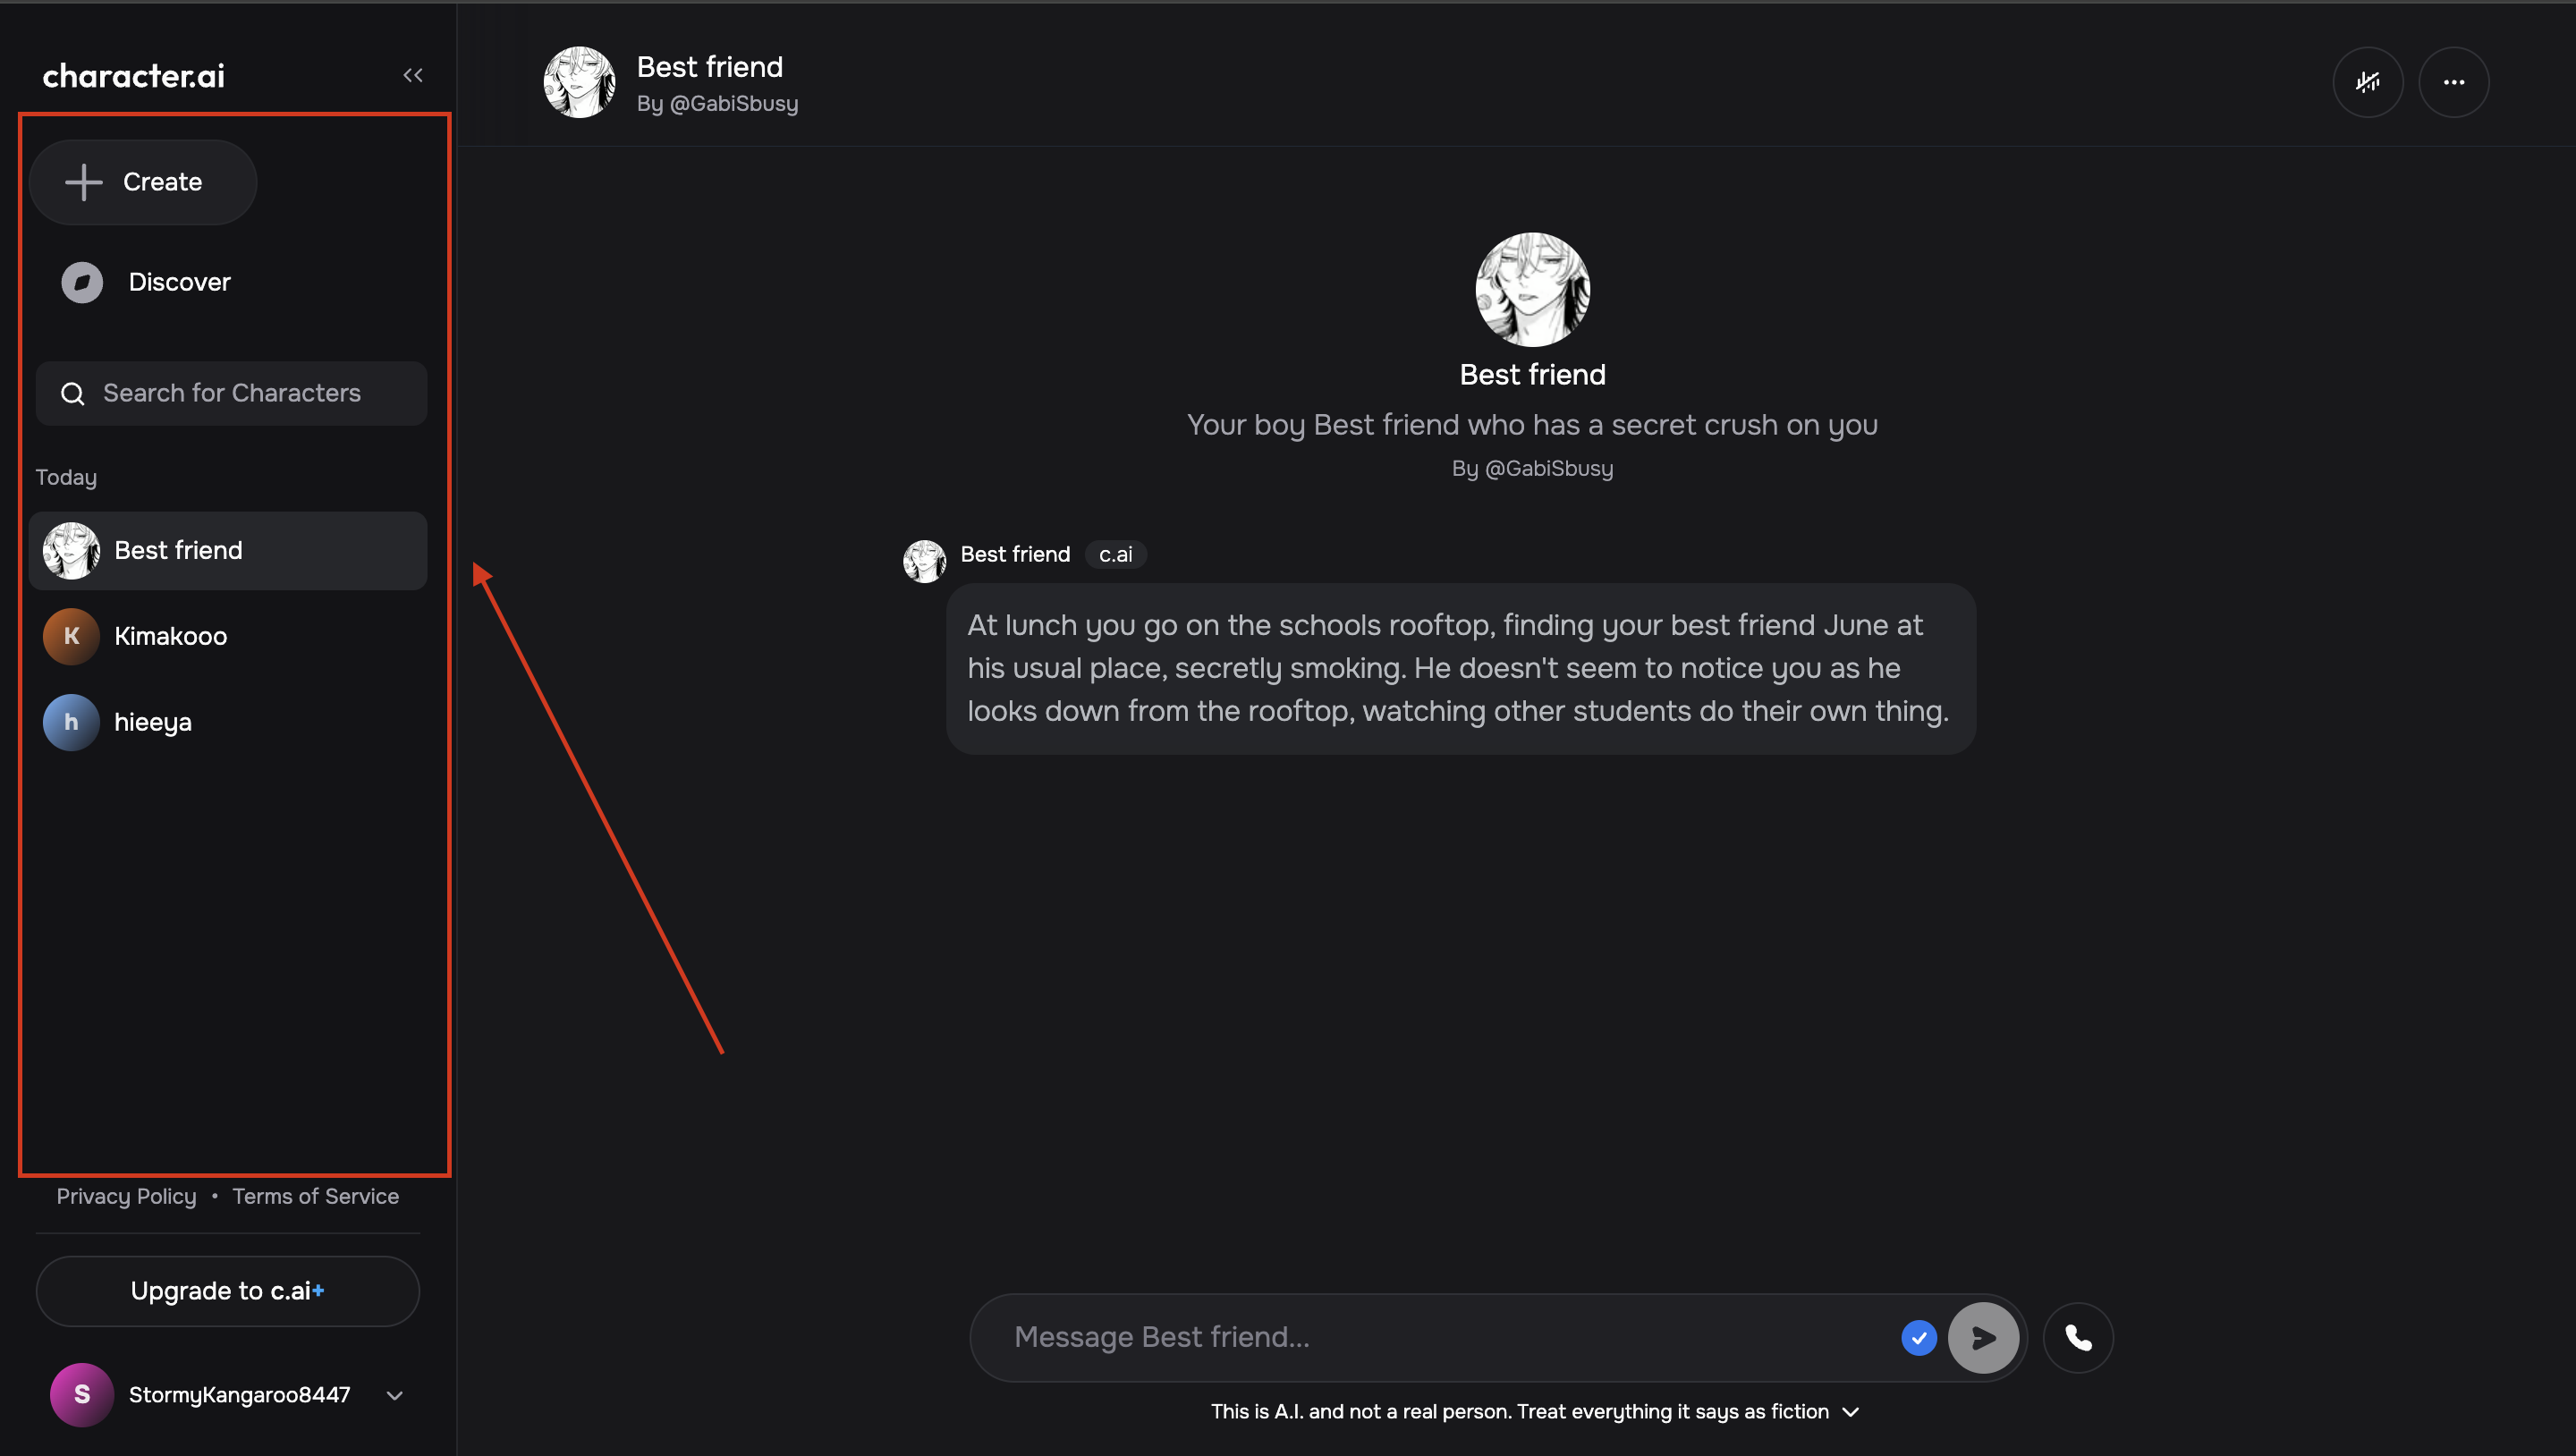 character.ai
Create
Discover
Search for Characters
Today
Best friend
K
Kimakooo
h
hieeya
Privacy Policy • Terms of Service
Upgrade to c.ai+
S
StormyKangaroo8447
Best friend
By @GabiSbusy
Best friend
Your boy Best friend who has a secret crush on you
By @GabiSbusy
Best friend c.ai
At lunch you go on the schools rooftop, finding your best friend June at
his usual place, secretly smoking. He doesn't seem to notice you as he
looks down from the rooftop, watching other students do their own thing.
Message Best friend...
This is A.I. and not a real person. Treat everything it says as fiction